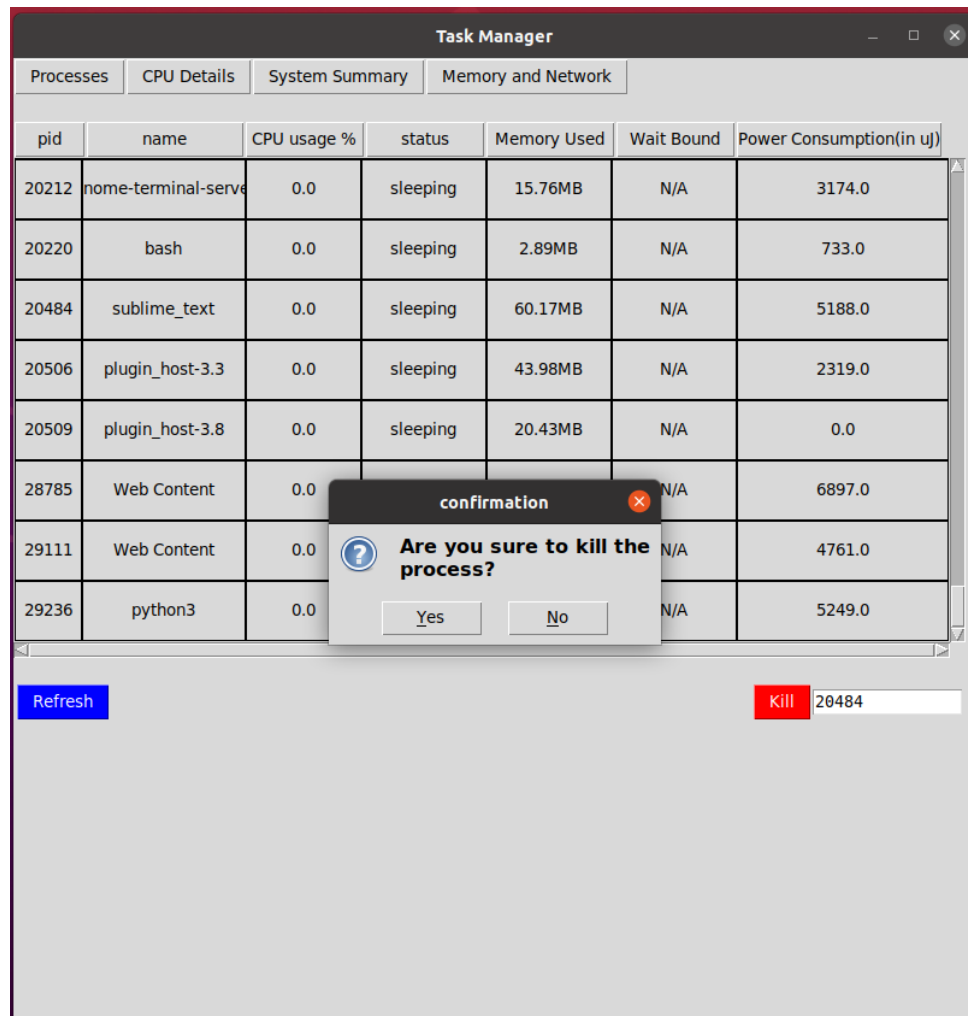 Task Manager
Processes CPU Details System Summary Memory and Network
pid name CPU usage % status Memory Used Wait Bound Power Consumption(in uJ)
20212 nome-terminal-serve 0.0 sleeping 15.76MB N/A 3174.0
20220 bash 0.0 sleeping 2.89MB N/A 733.0
20484 sublime_text 0.0 sleeping 60.17MB N/A 5188.0
20506 plugin_host-3.3 0.0 sleeping 43.98MB N/A 2319.0
20509 plugin_host-3.8 0.0 sleeping 20.43MB N/A 0.0
28785 Web Content 0.0 N/A 6897.0
29111 Web Content 0.0 N/A 4761.0
29236 python3 0.0 N/A 5249.0
confirmation
Are you sure to kill the
process?
Yes No
Refresh Kill 20484